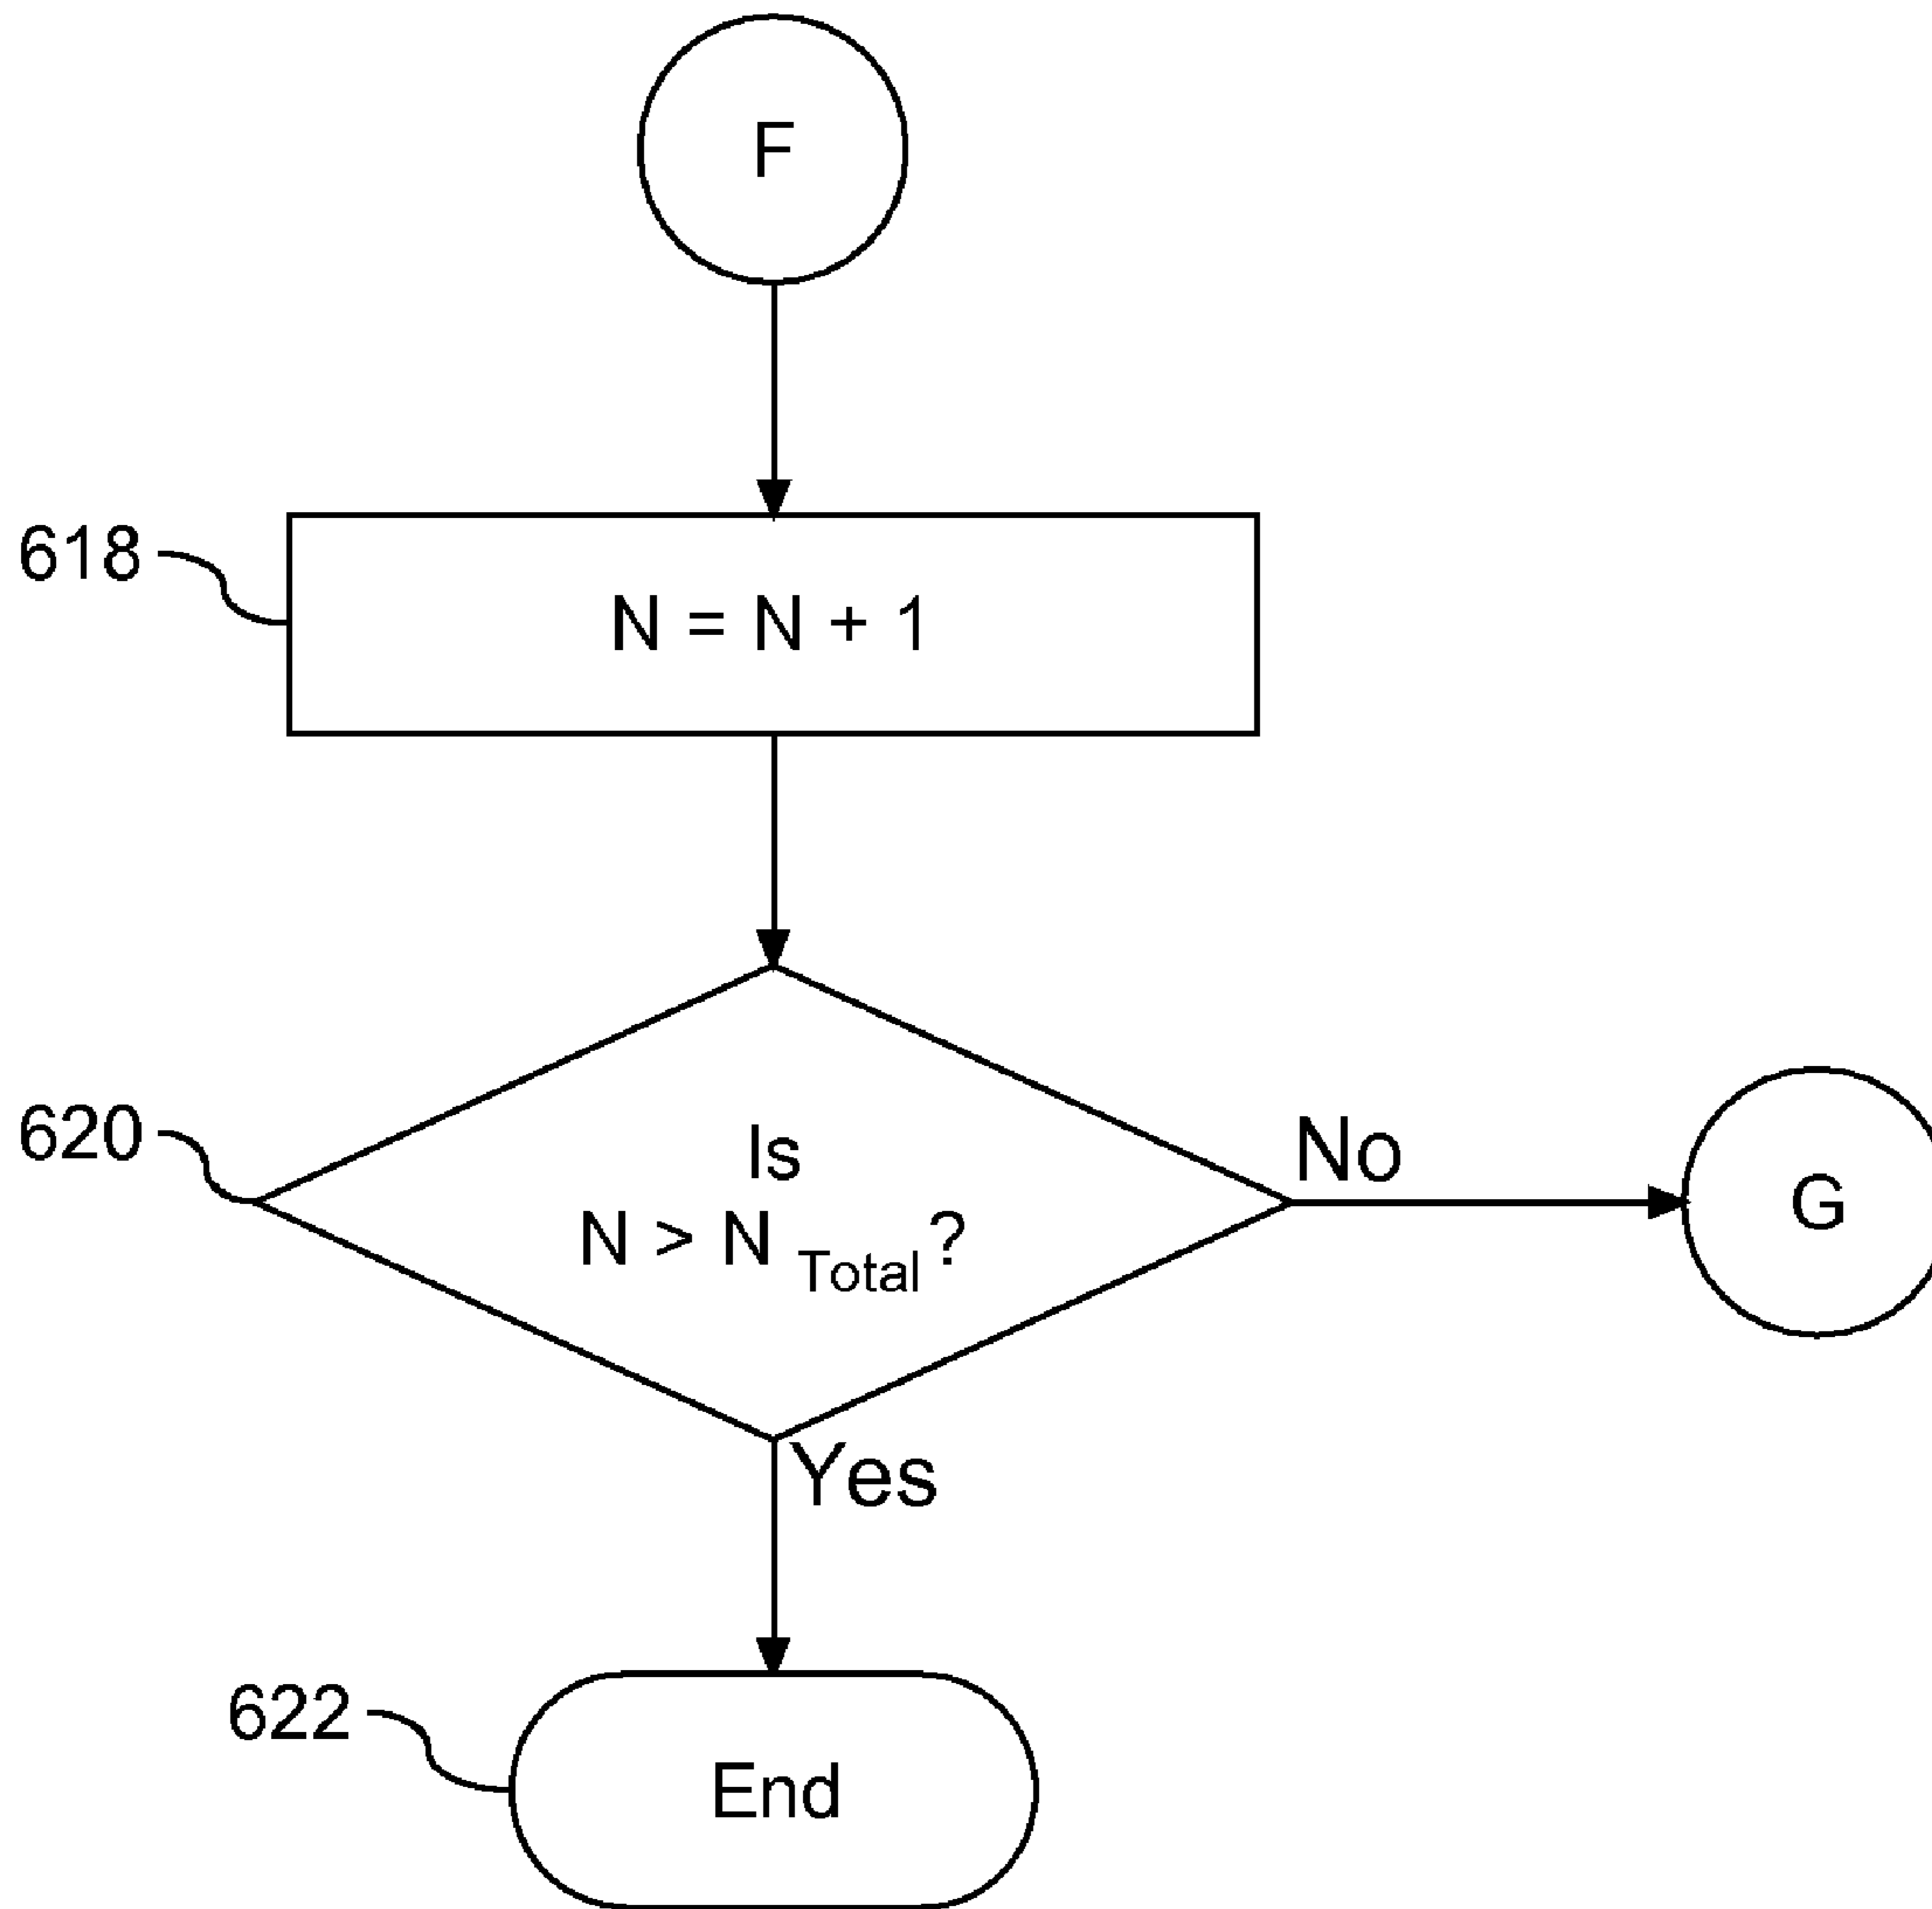 F
618
N = N + 1
620
Is
N > N Total ?
No
G
Yes
622
End